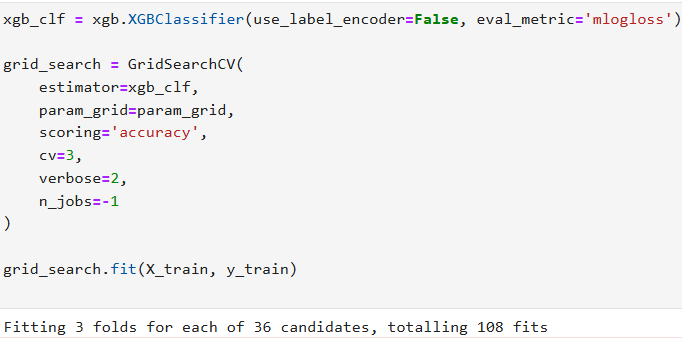 xgb_clf = xgb.XGBClassifier(use_label_encoder=False, eval_metric='mlogloss')
grid_search = GridSearchCV(
    estimator=xgb_clf,
    param_grid=param_grid,
    scoring='accuracy',
    cv=3,
    verbose=2,
    n_jobs=-1
)
grid_search.fit(X_train, y_train)
Fitting 3 folds for each of 36 candidates, totalling 108 fits